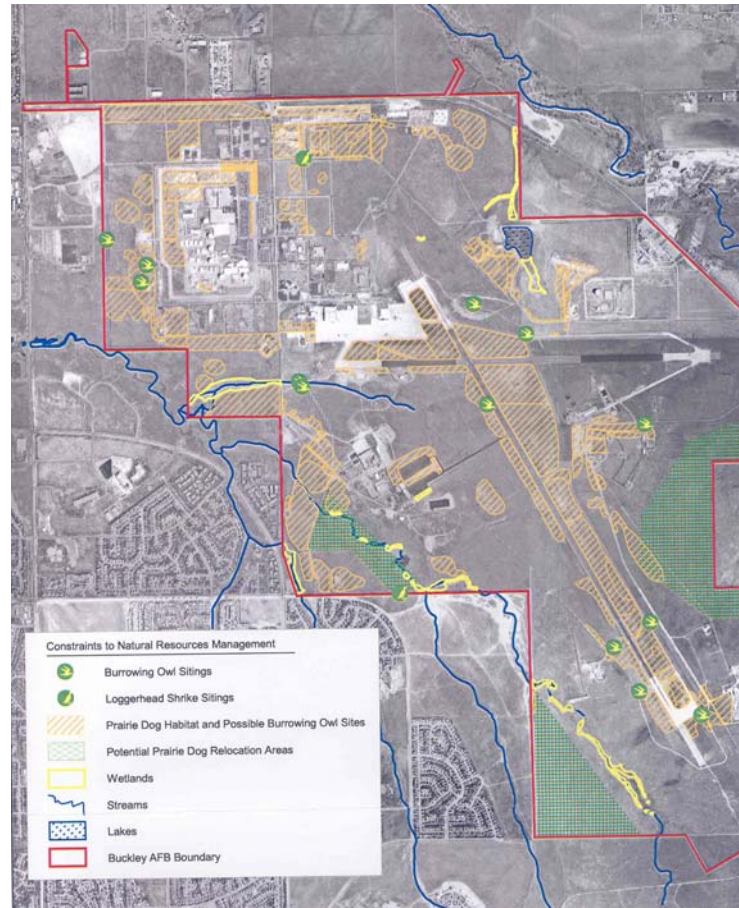 Constraints to Natural Resources Management
Burrowing Owl Sitings
Loggerhead Shrike Sitings
Prairie Dog Habitat and Possible Burrowing Owl Sites
Potential Prairie Dog Relocation Areas
Wetlands
Streams
Lakes
Buckley AFB Boundary